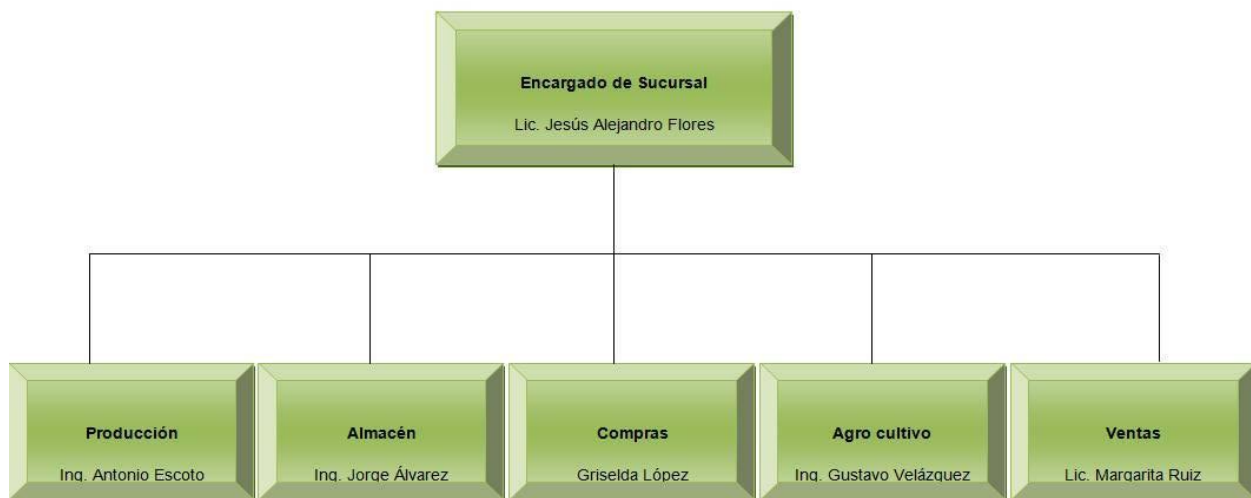 Encargado de Sucursal
Lic. Jesús Alejandro Flores
Producción
Ing. Antonio Escoto
Almacén
Ing. Jorge Álvarez
Compras
Griselda López
Agro cultivo
Ing. Gustavo Velázquez
Ventas
Lic. Margarita Ruiz